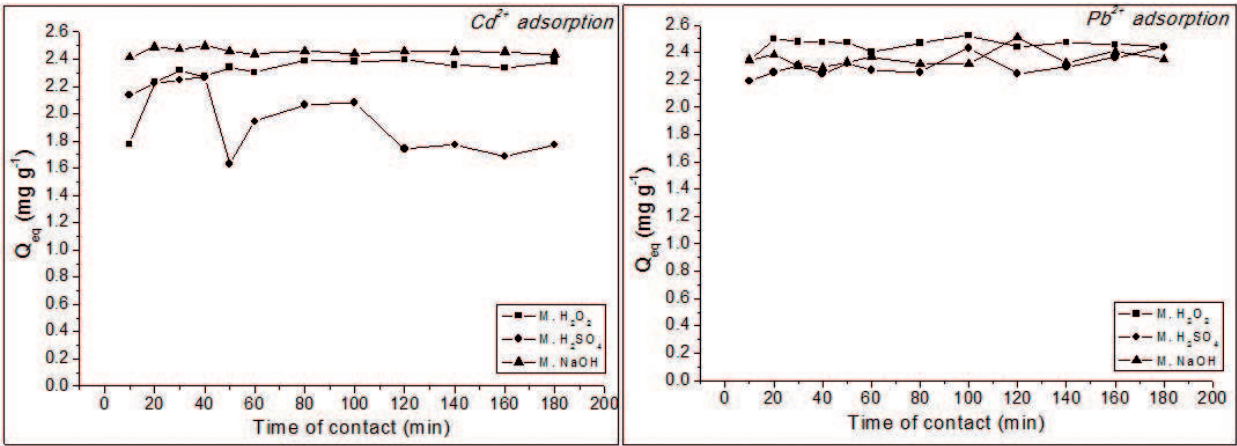 Cd²⁺ adsorption
2.6
2.4
2.2
2.0
1.8
1.6
1.4
1.2
1.0
0.8
0.6
0.4
0.2
0.0
Qeq (mg g⁻¹)
M. H₂O₂
M. H₂SO₄
M. NaOH
0 20 40 60 80 100 120 140 160 180 200
Time of contact (min)
Pb²⁺ adsorption
2.6
2.4
2.2
2.0
1.8
1.6
1.4
1.2
1.0
0.8
0.6
0.4
0.2
0.0
Qeq (mg g⁻¹)
M. H₂O₂
M. H₂SO₄
M. NaOH
0 20 40 60 80 100 120 140 160 180 200
Time of contact (min)